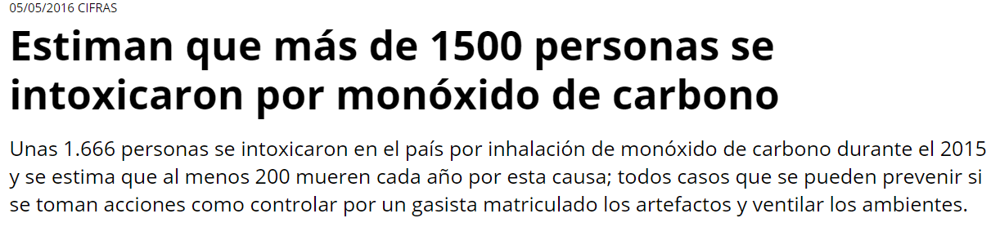 05/05/2016 CIFRAS
Estiman que más de 1500 personas se
intoxicaron por monóxido de carbono
Unas 1.666 personas se intoxicaron en el país por inhalación de monóxido de carbono durante el 2015
y se estima que al menos 200 mueren cada año por esta causa; todos casos que se pueden prevenir si
se toman acciones como controlar por un gasista matriculado los artefactos y ventilar los ambientes.